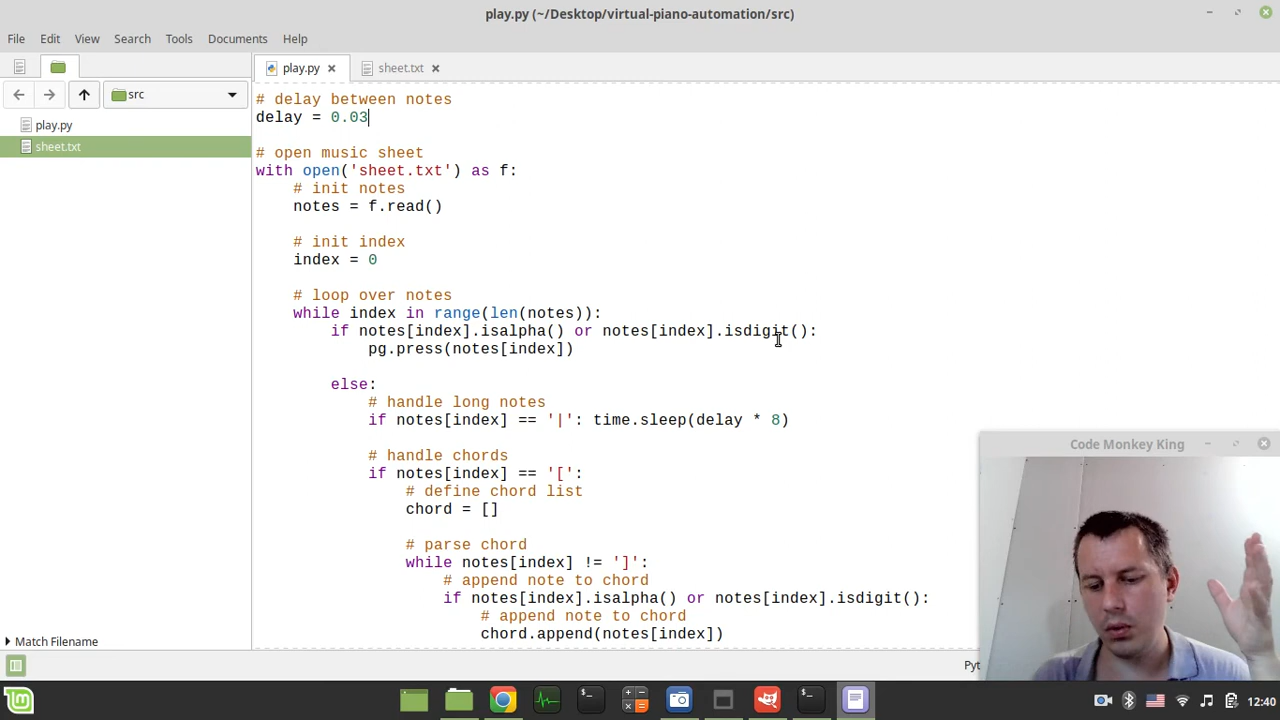 play.py (~/Desktop/virtual-piano-automation/src)
File Edit View Search Tools Documents Help
play.py sheet.txt
src
play.py
sheet.txt
# delay between notes
delay = 0.03
# open music sheet
with open('sheet.txt') as f:
# init notes
notes = f.read()
# init index
index = 0
# loop over notes
while index in range(len(notes)):
if notes[index].isalpha() or notes[index].isdigit():
pg.press(notes[index])
else:
# handle long notes
if notes[index] == '|': time.sleep(delay * 8)
# handle chords
if notes[index] == '[':
# define chord list
chord = []
# parse chord
while notes[index] != ']':
# append note to chord
if notes[index].isalpha() or notes[index].isdigit():
# append note to chord
chord.append(notes[index])
Code Monkey King
Match Filename
Pyt
12:40